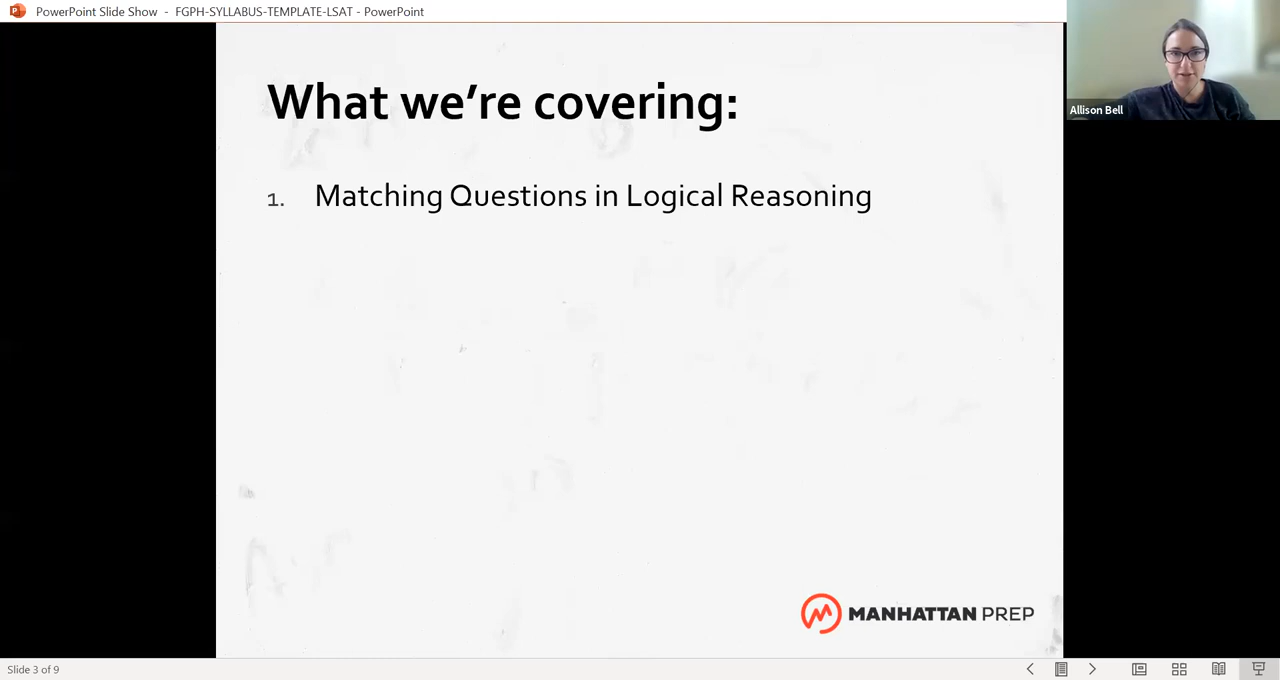 PowerPoint Slide Show - FGPH-SYLLABUS-TEMPLATE-LSAT - PowerPoint
Allison Bell
What we’re covering:
1. Matching Questions in Logical Reasoning
MANHATTAN PREP
Slide 3 of 9